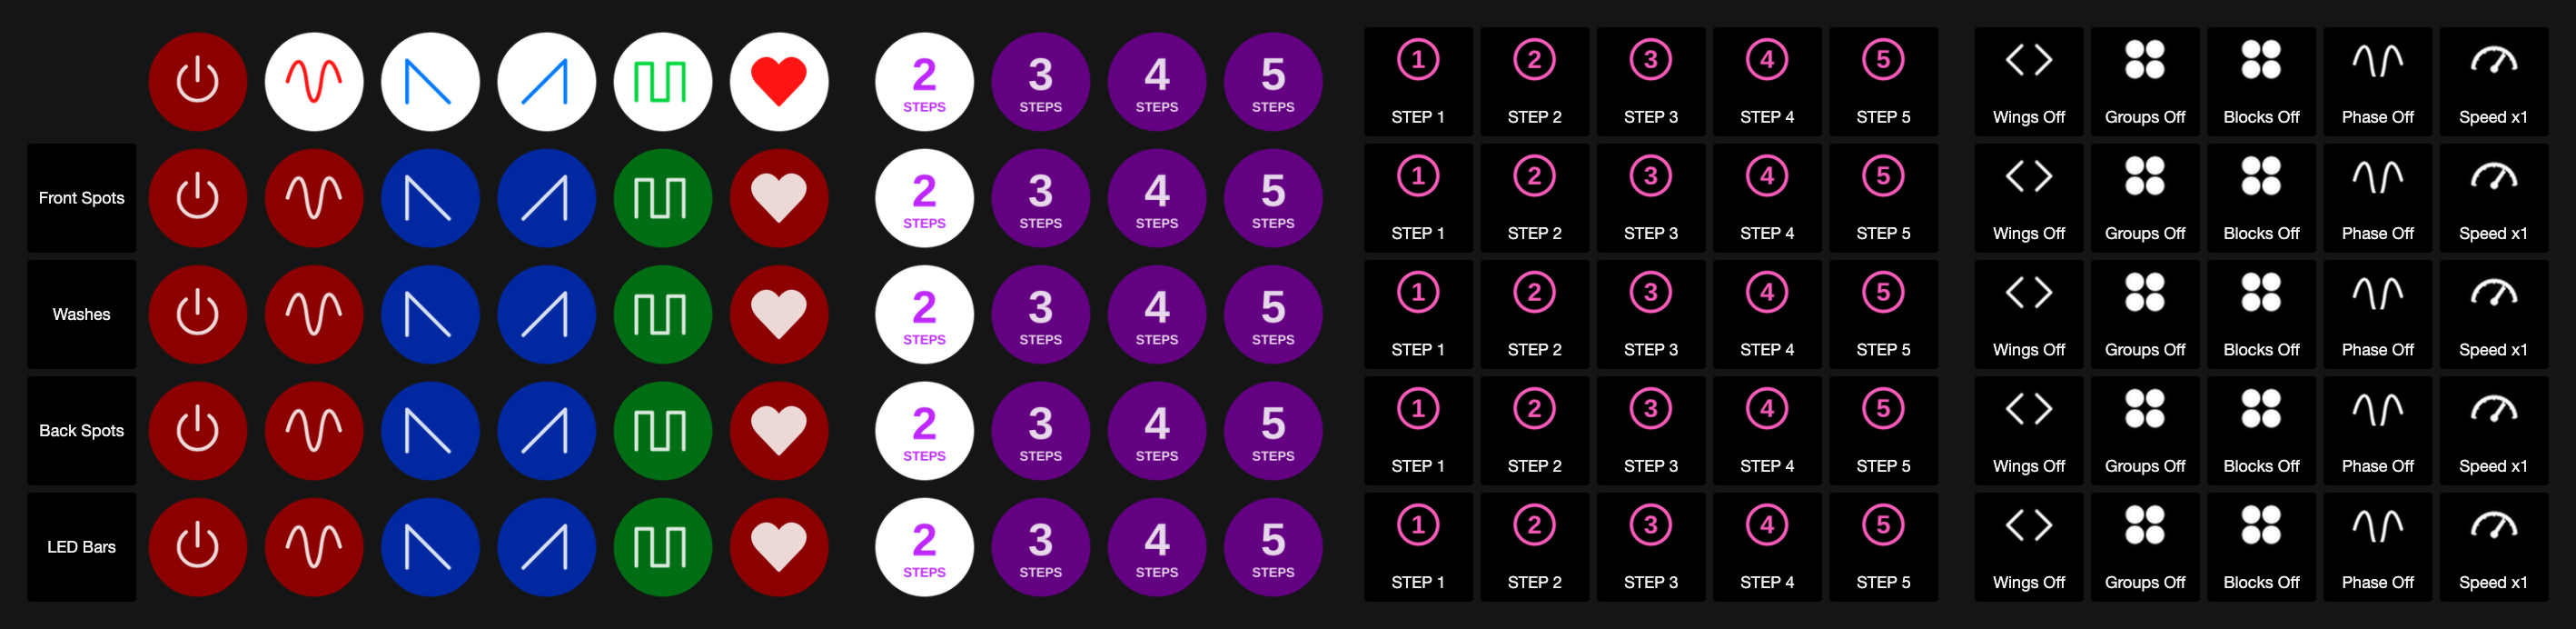 2 STEPS 3 STEPS 4 STEPS 5 STEPS 1 STEP 1 2 STEP 2 3 STEP 3 4 STEP 4 5 STEP 5 Wings Off Groups Off Blocks Off Phase Off Speed x1
Front Spots 2 STEPS 3 STEPS 4 STEPS 5 STEPS 1 STEP 1 2 STEP 2 3 STEP 3 4 STEP 4 5 STEP 5 Wings Off Groups Off Blocks Off Phase Off Speed x1
Washes 2 STEPS 3 STEPS 4 STEPS 5 STEPS 1 STEP 1 2 STEP 2 3 STEP 3 4 STEP 4 5 STEP 5 Wings Off Groups Off Blocks Off Phase Off Speed x1
Back Spots 2 STEPS 3 STEPS 4 STEPS 5 STEPS 1 STEP 1 2 STEP 2 3 STEP 3 4 STEP 4 5 STEP 5 Wings Off Groups Off Blocks Off Phase Off Speed x1
LED Bars 2 STEPS 3 STEPS 4 STEPS 5 STEPS 1 STEP 1 2 STEP 2 3 STEP 3 4 STEP 4 5 STEP 5 Wings Off Groups Off Blocks Off Phase Off Speed x1